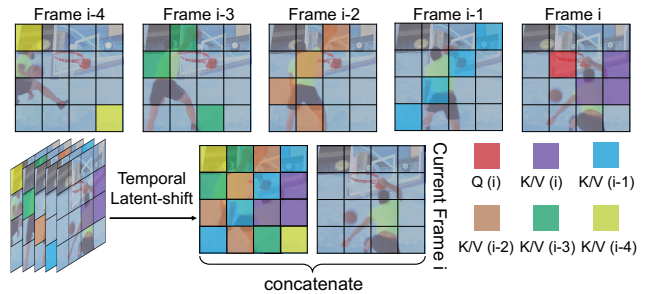 Frame i-4
Frame i-3
Frame i-2
Frame i-1
Frame i
Temporal
Latent-shift
Current Frame i
concatenate
Q (i)
K/V (i)
K/V (i-1)
K/V (i-2)
K/V (i-3)
K/V (i-4)